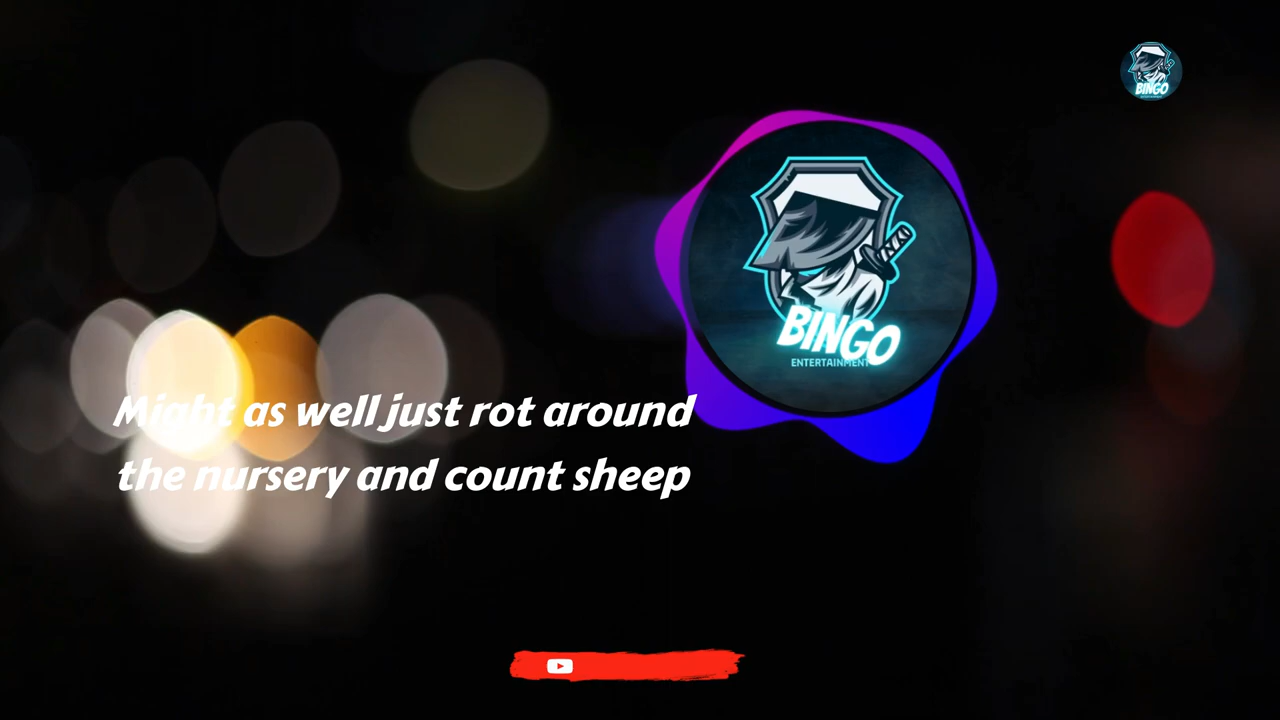 BINGO
BINGO
ENTERTAINMENT
Might as well just rot around
the nursery and count sheep